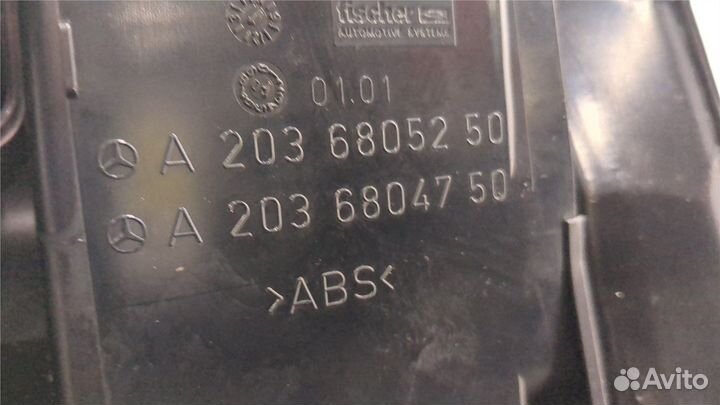 fischer
AUTOMOTIVE SYSTEMS
01.01
A 203 68052 50
A 203 68047 50
>ABS<
Avito